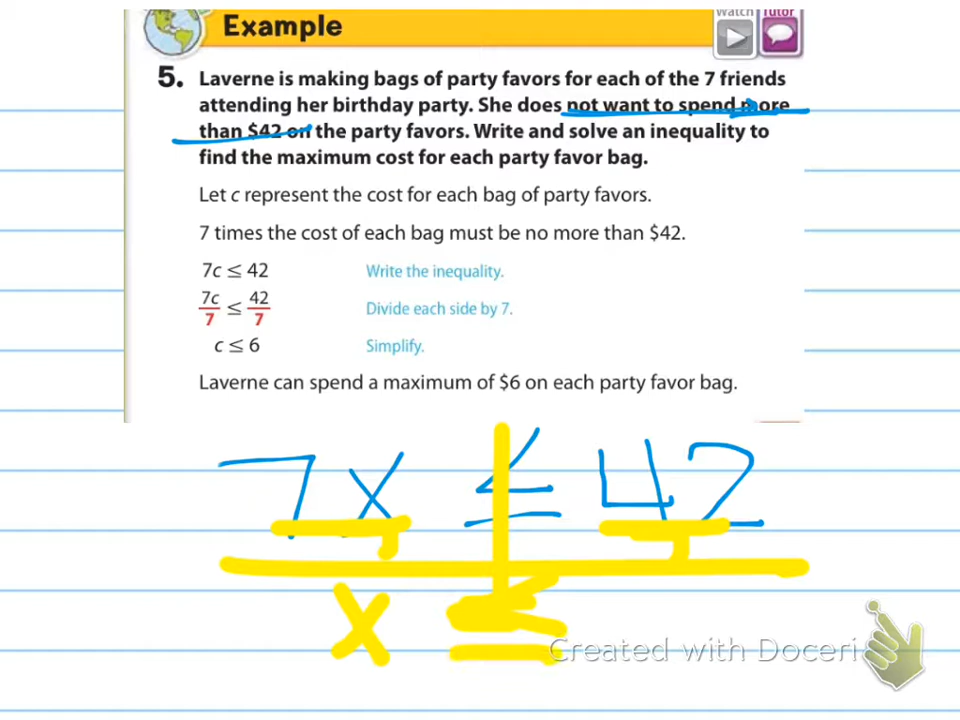 Watch Tutor
Example
5. Laverne is making bags of party favors for each of the 7 friends
attending her birthday party. She does not want to spend more
than $42 on the party favors. Write and solve an inequality to
find the maximum cost for each party favor bag.
Let c represent the cost for each bag of party favors.
7 times the cost of each bag must be no more than $42.
7c ≤ 42 Write the inequality.
7c/7 ≤ 42/7 Divide each side by 7.
c ≤ 6 Simplify.
Laverne can spend a maximum of $6 on each party favor bag.
7x ≤ 42
x ≤
Created with Doceri